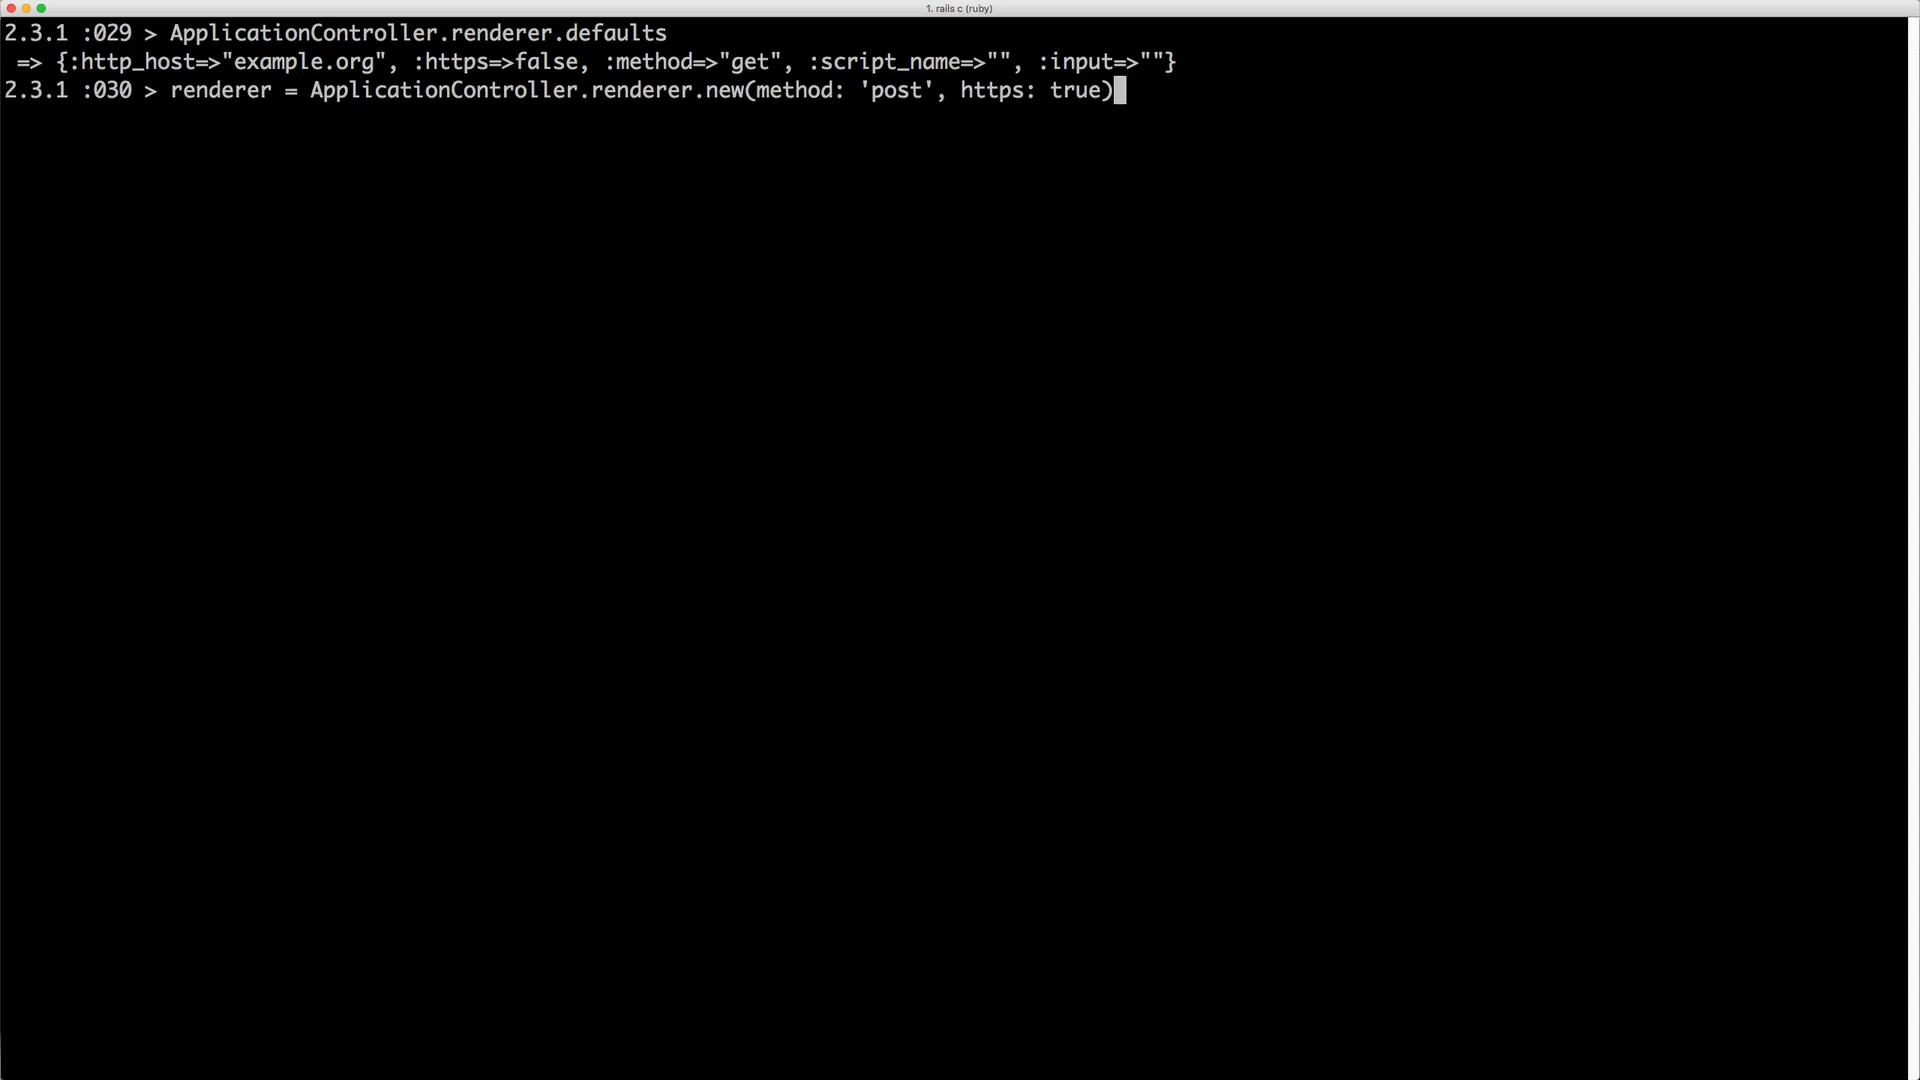 1. rails c (ruby)
2.3.1 :029 > ApplicationController.renderer.defaults
=> {:http_host=>"example.org", :https=>false, :method=>"get", :script_name=>"", :input=>""}
2.3.1 :030 > renderer = ApplicationController.renderer.new(method: 'post', https: true)